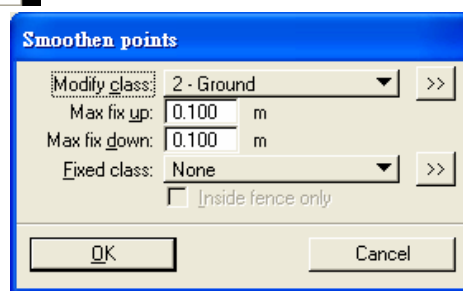 Smoothen points
Modify class: 2 - Ground >>
Max fix up: 0.100 m
Max fix down: 0.100 m
Fixed class: None >>
Inside fence only
OK Cancel